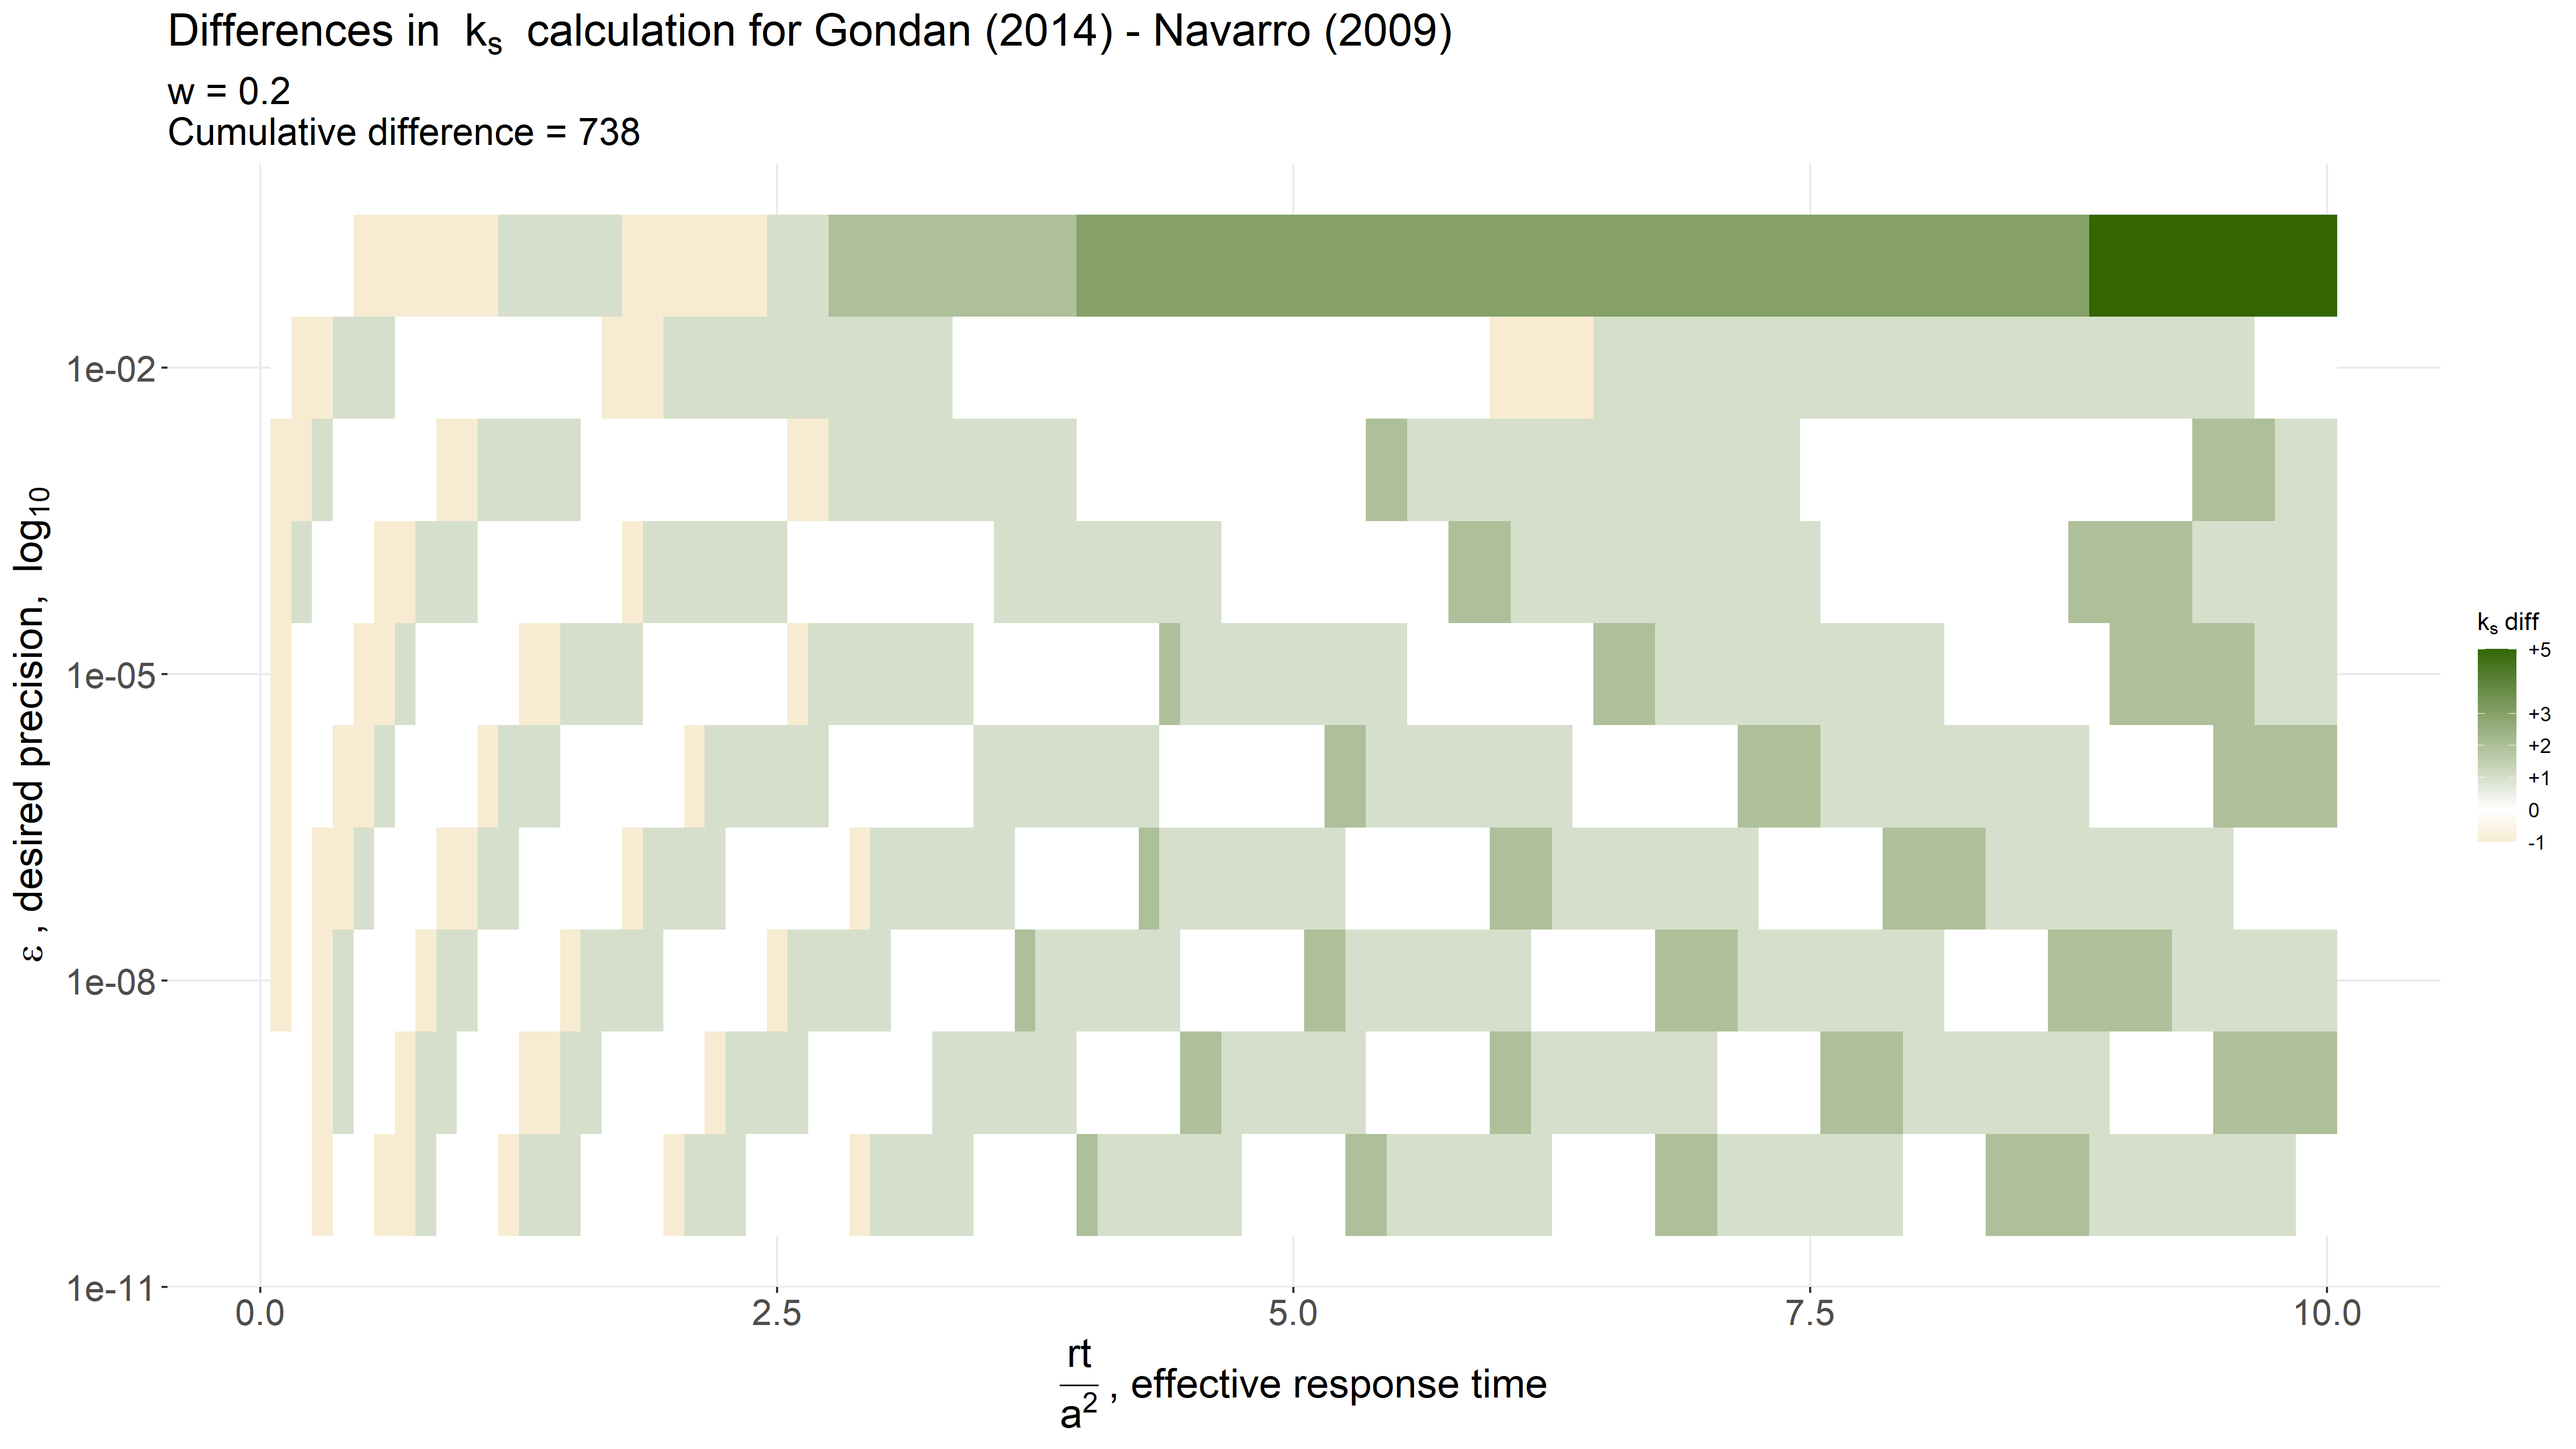 Differences in kₛ calculation for Gondan (2014) - Navarro (2009)
w = 0.2
Cumulative difference = 738
ε , desired precision, log₁₀
1e-02
1e-05
1e-08
1e-11
0.0 2.5 5.0 7.5 10.0
rt
a² , effective response time
kₛ diff
+5
+3
+2
+1
0
-1